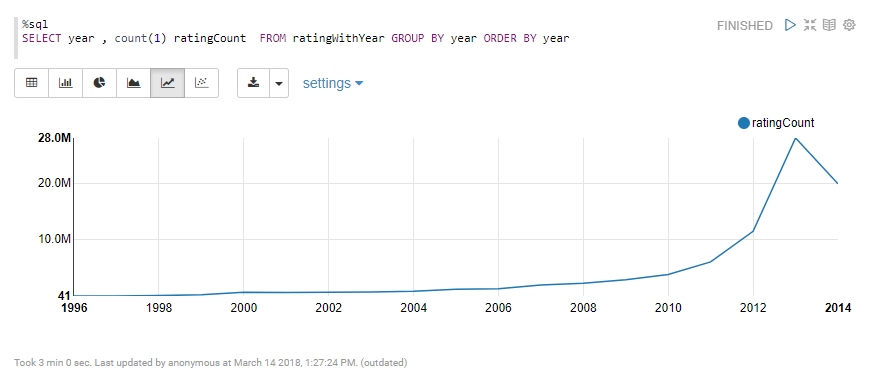 %sql
FINISHED
SELECT year , count(1) ratingCount  FROM ratingWithYear GROUP BY year ORDER BY year
settings
ratingCount
28.0M
20.0M
10.0M
41
1996 1998 2000 2002 2004 2006 2008 2010 2012 2014
Took 3 min 0 sec. Last updated by anonymous at March 14 2018, 1:27:24 PM. (outdated)